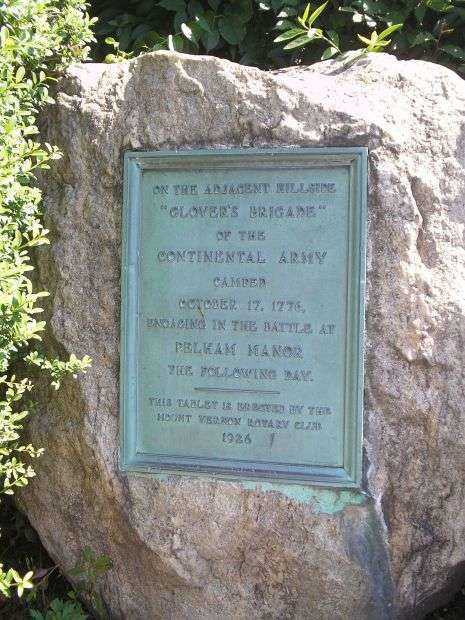 ON THE ADJACENT HILLSIDE
"GLOVER'S BRIGADE"
OF THE
CONTINENTAL ARMY
CAMPED
OCTOBER 17, 1776,
ENGAGING IN THE BATTLE AT
PELHAM MANOR
THE FOLLOWING DAY.
THIS TABLET IS ERECTED BY THE
MOUNT VERNON ROTARY CLUB
1926